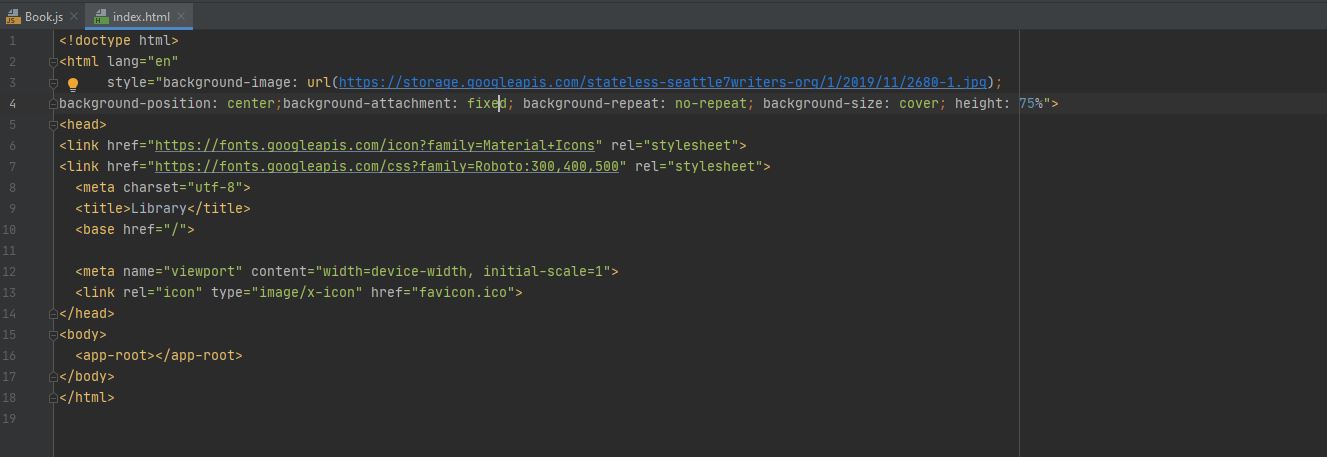 Book.js index.html
1 <!doctype html>
2 <html lang="en"
3 style="background-image: url(https://storage.googleapis.com/stateless-seattle7writers-org/1/2019/11/2680-1.jpg);
4 background-position: center;background-attachment: fixed; background-repeat: no-repeat; background-size: cover; height: 75%">
5 <head>
6 <link href="https://fonts.googleapis.com/icon?family=Material+Icons" rel="stylesheet">
7 <link href="https://fonts.googleapis.com/css?family=Roboto:300,400,500" rel="stylesheet">
8 <meta charset="utf-8">
9 <title>Library</title>
10 <base href="/">
11
12 <meta name="viewport" content="width=device-width, initial-scale=1">
13 <link rel="icon" type="image/x-icon" href="favicon.ico">
14 </head>
15 <body>
16 <app-root></app-root>
17 </body>
18 </html>
19